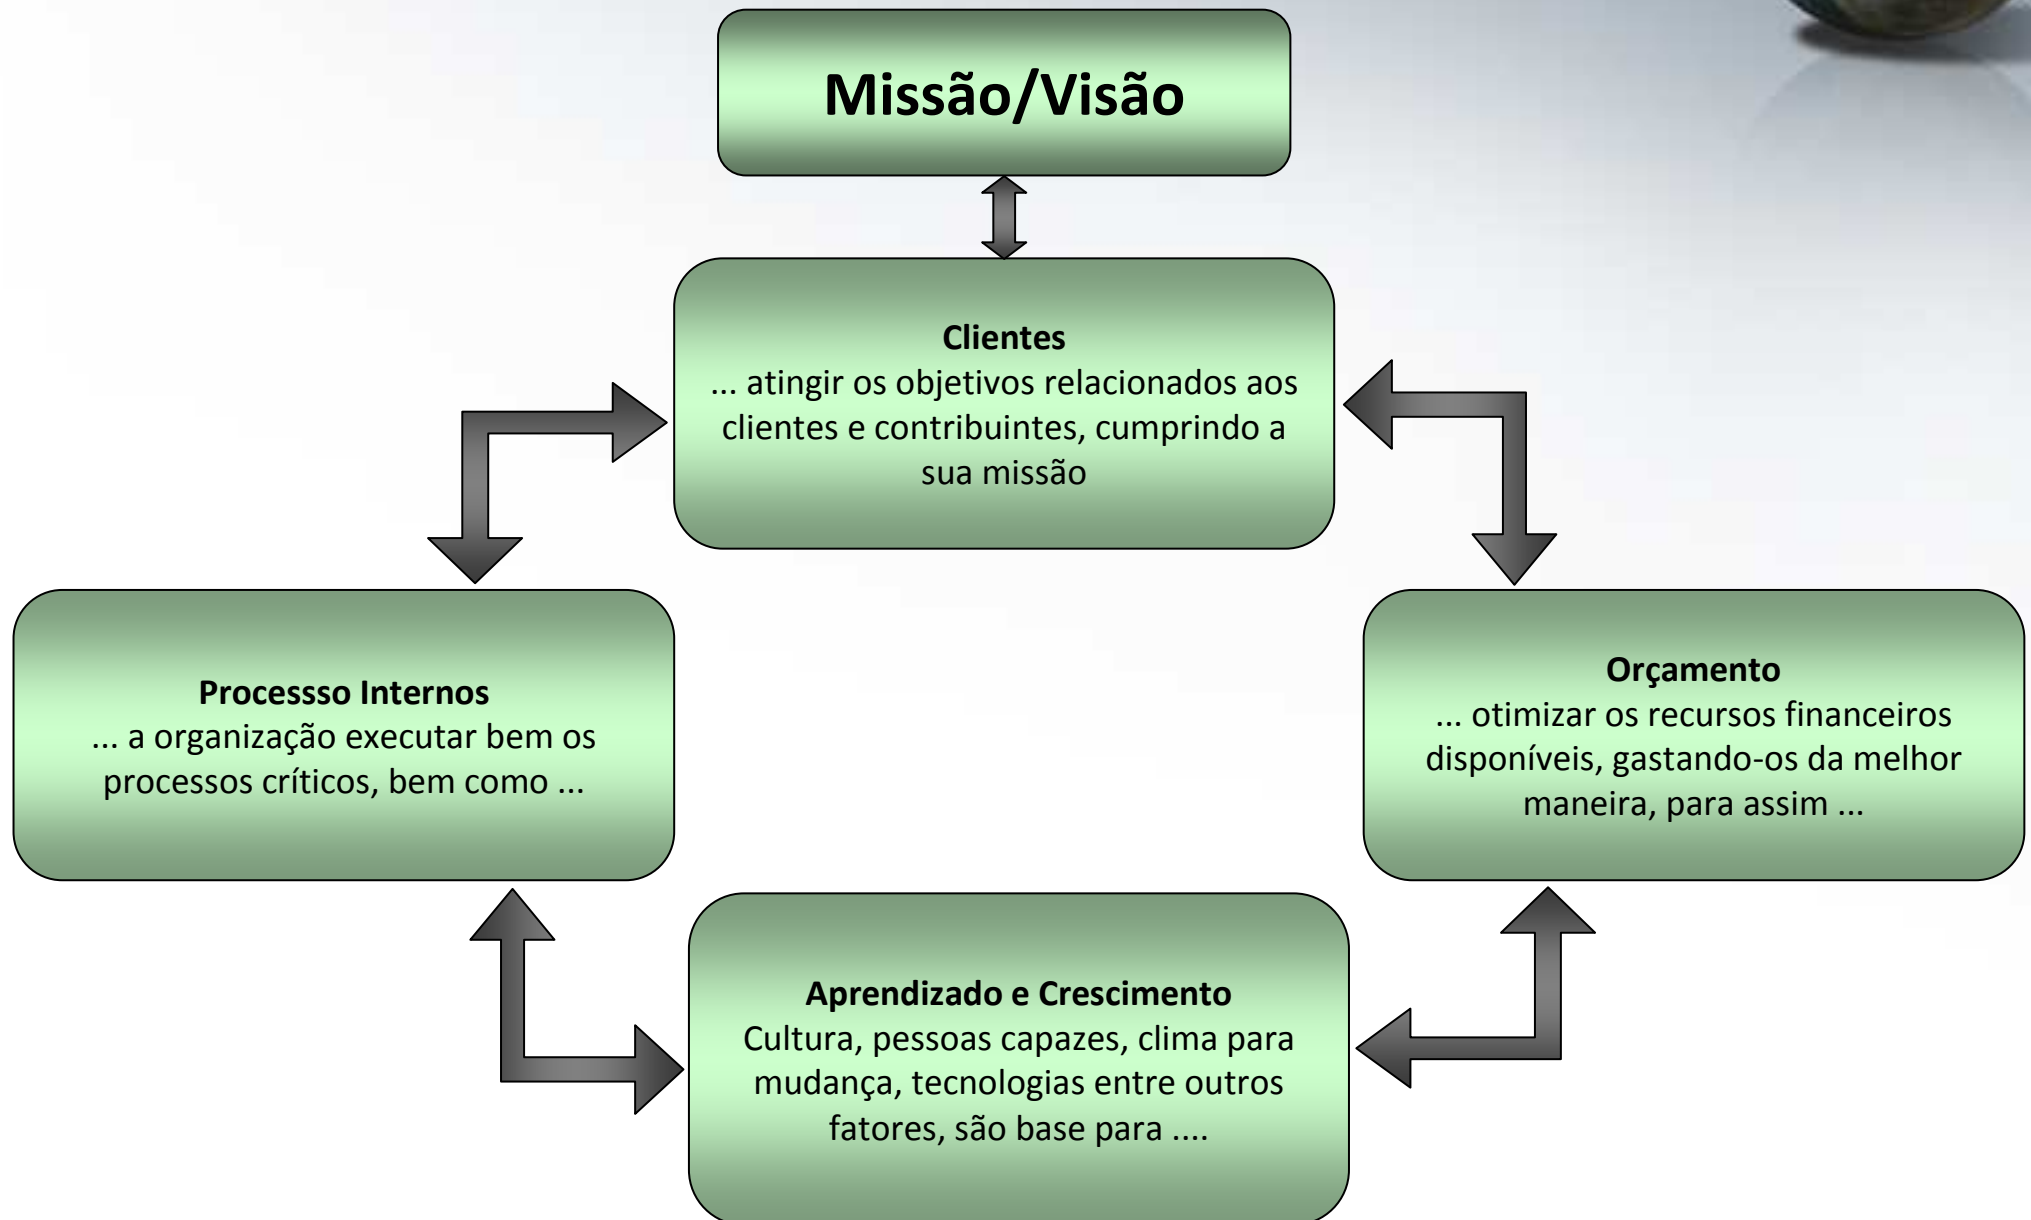 Missão/Visão
Clientes
... atingir os objetivos relacionados aos
clientes e contribuintes, cumprindo a
sua missão
Processso Internos
... a organização executar bem os
processos críticos, bem como ...
Orçamento
... otimizar os recursos financeiros
disponíveis, gastando-os da melhor
maneira, para assim ...
Aprendizado e Crescimento
Cultura, pessoas capazes, clima para
mudança, tecnologias entre outros
fatores, são base para ....